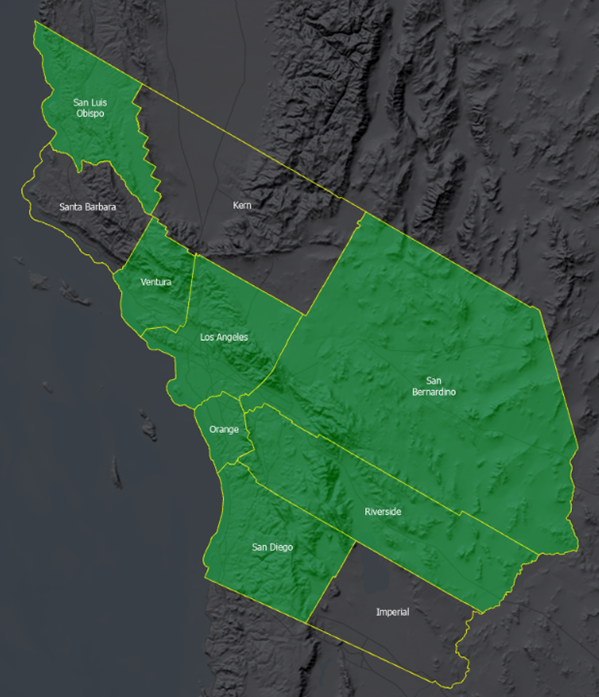 San Luis
Obispo
Santa Barbara
Kern
Ventura
Los Angeles
San
Bernardino
Orange
Riverside
San Diego
Imperial